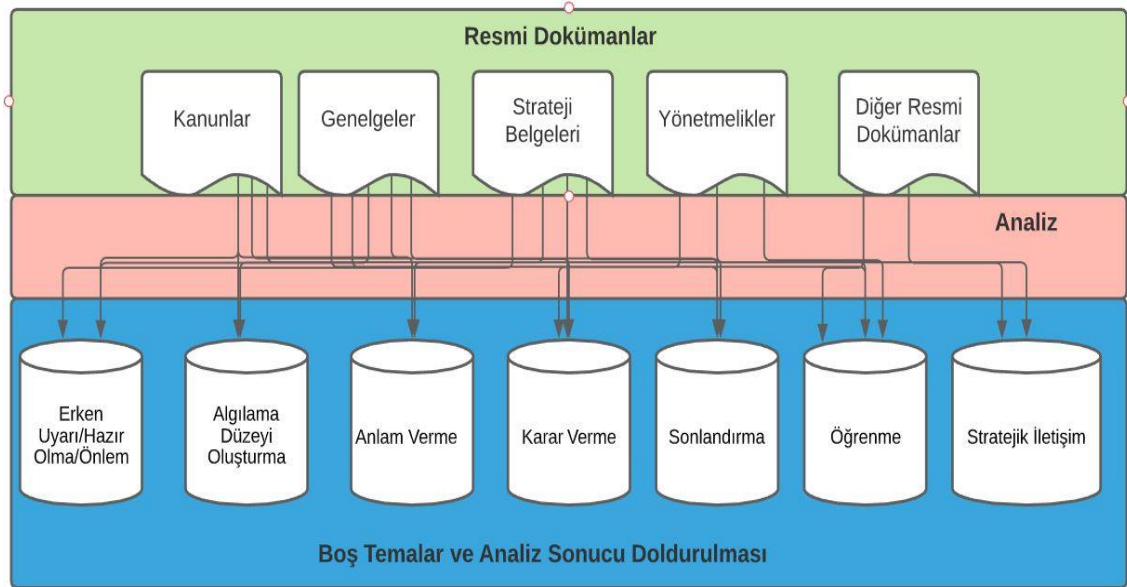 Resmi Dokümanlar
Kanunlar
Genelgeler
Strateji
Belgeleri
Yönetmelikler
Diğer Resmi
Dokümanlar
Analiz
Erken
Uyarı/Hazır
Olma/Önlem
Algılama
Düzeyi
Oluşturma
Anlam Verme
Karar Verme
Sonlandırma
Öğrenme
Stratejik İletişim
Boş Temalar ve Analiz Sonucu Doldurulması